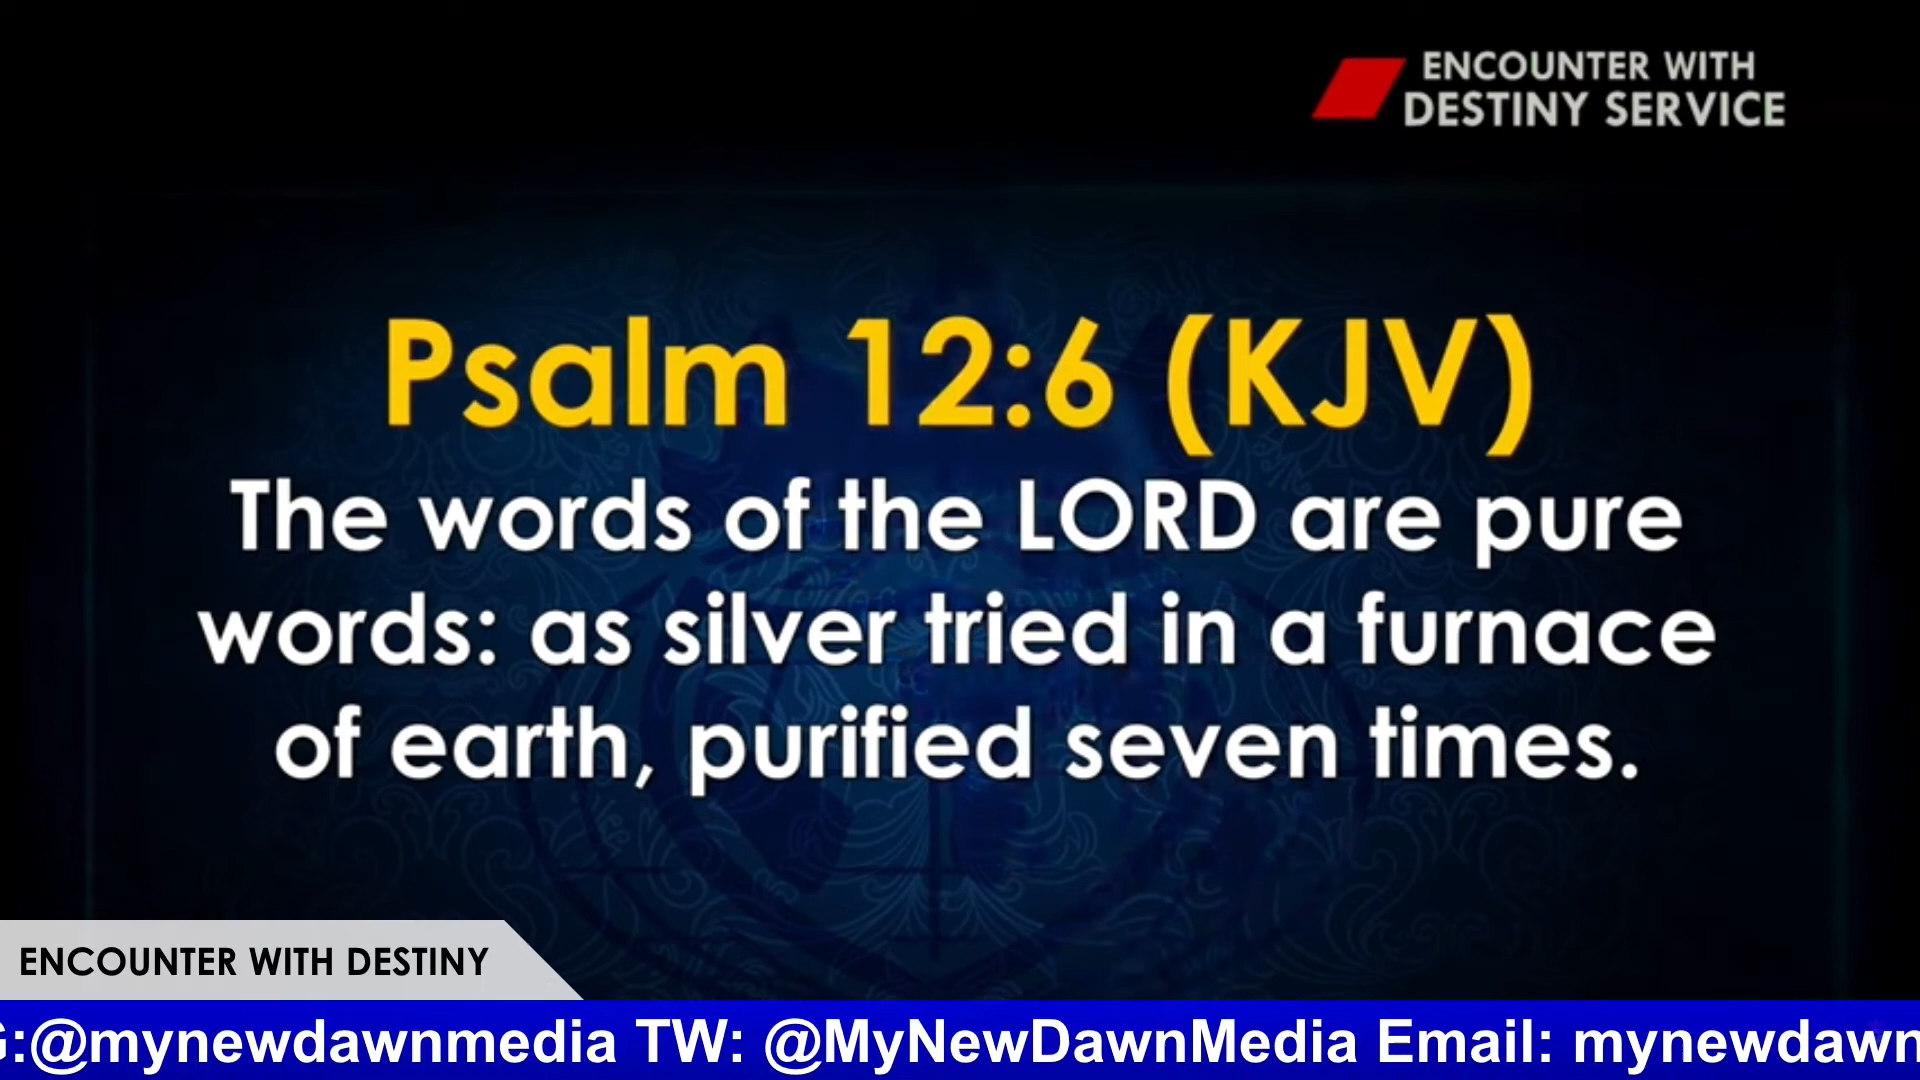 ENCOUNTER WITH
DESTINY SERVICE
Psalm 12:6 (KJV)
The words of the LORD are pure
words: as silver tried in a furnace
of earth, purified seven times.
ENCOUNTER WITH DESTINY
:@mynewdawnmedia TW: @MyNewDawnMedia Email: mynewdawn